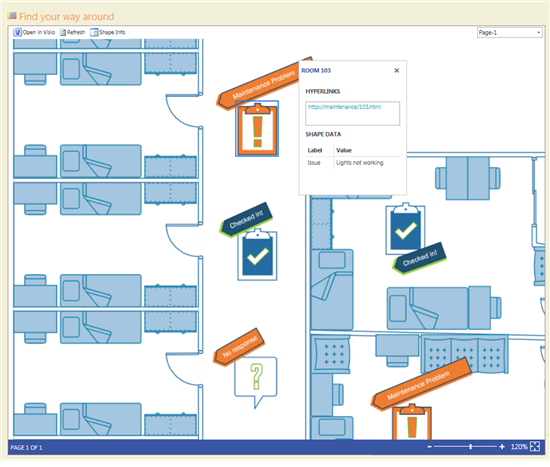 Find your way around
Open in Visio Refresh Shape Info
Page-1
Maintenance Problem
ROOM 103
HYPERLINKS
http://maintenance/103.html
SHAPE DATA
Label Value
Issue Lights not working
Checked in!
Checked in!
No response
Maintenance Problem
PAGE 1 OF 1
120%